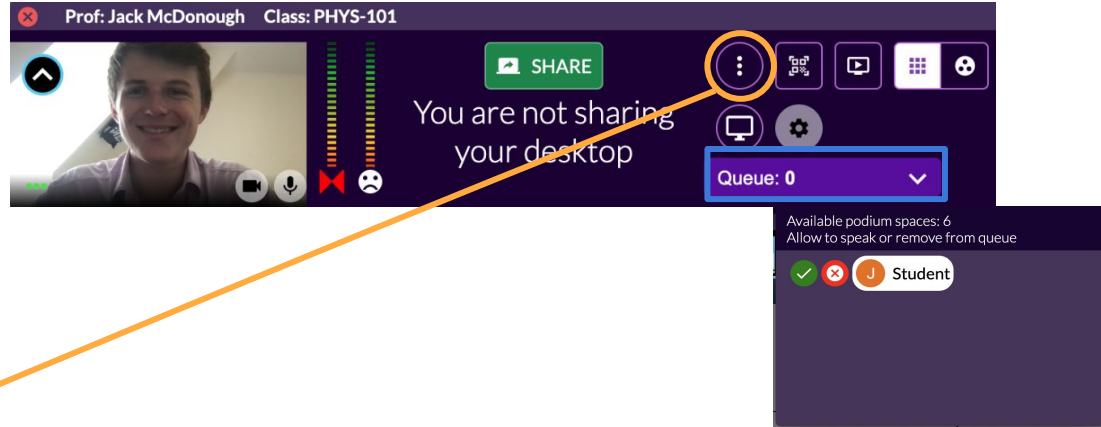 Prof: Jack McDonough Class: PHYS-101
SHARE
You are not sharing
your desktop
Queue: 0
Available podium spaces: 6
Allow to speak or remove from queue
J Student